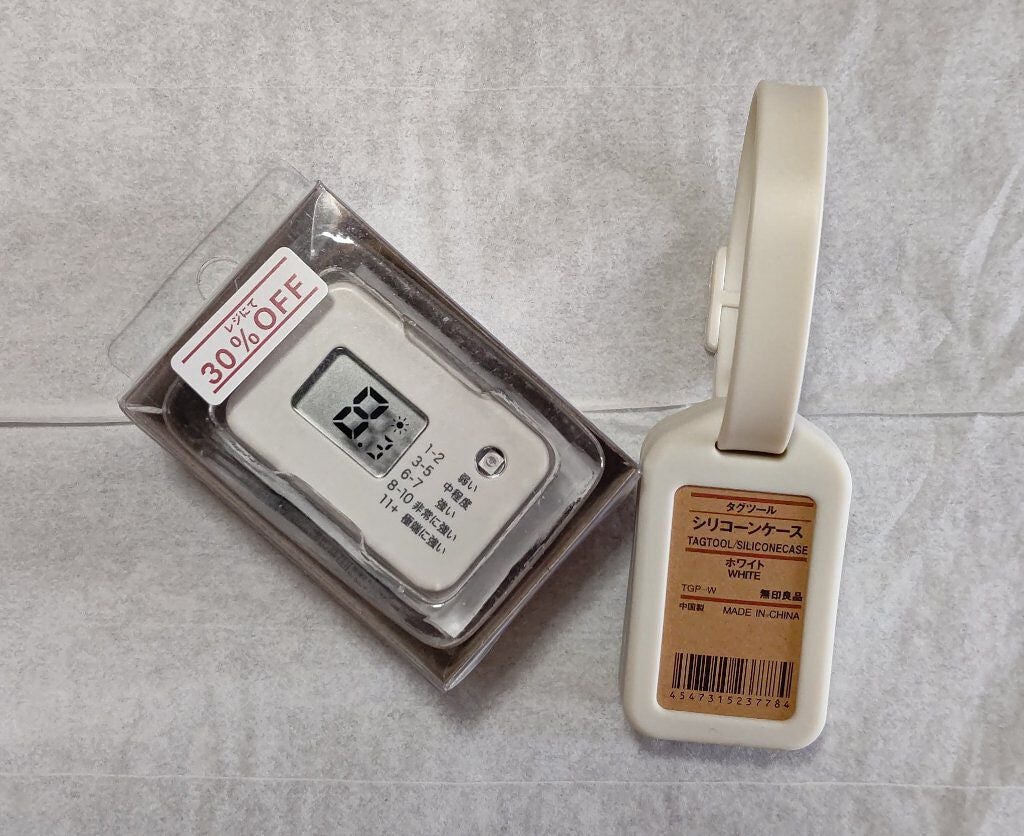 レジにて
30%OFF
1-2 弱い
3-5 中程度
6-7 強い
8-10 非常に強い
11+ 極端に強い
タグツール
シリコーンケース
TAGTOOL/SILICONECASE
ホワイト
WHITE
TGP-W 無印良品
中国製 MADE IN CHINA
4547315237784